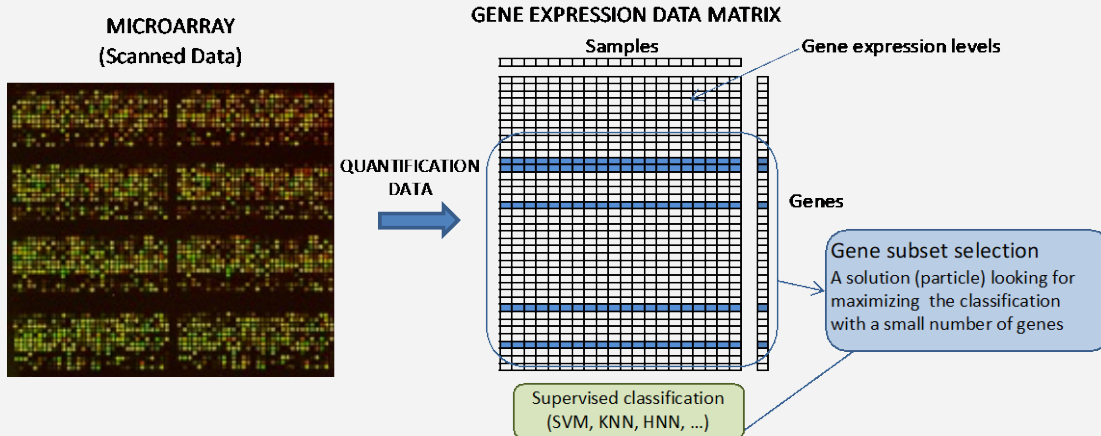 MICROARRAY
(Scanned Data)
GENE EXPRESSION DATA MATRIX
Samples
Gene expression levels
QUANTIFICATION
DATA
Genes
Gene subset selection
A solution (particle) looking for
maximizing the classification
with a small number of genes
Supervised classification
(SVM, KNN, HNN, ...)